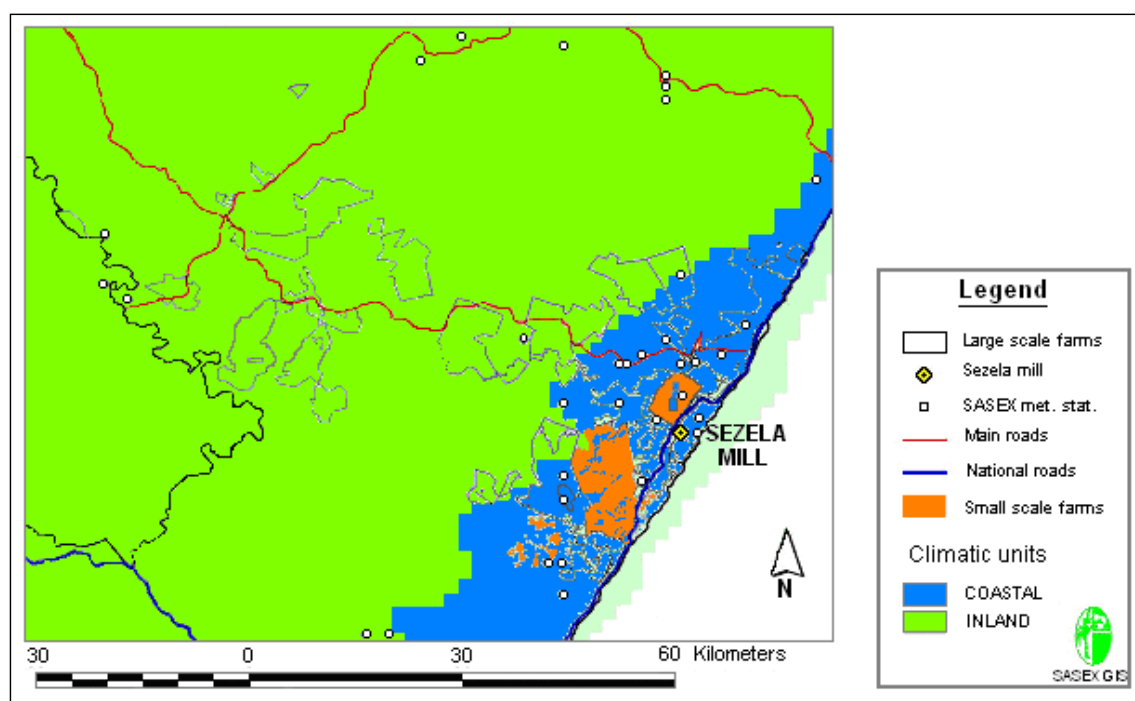 SEZELA
MILL
N
30 0 30 60 Kilometers
Legend
Large scale farms
Sezela mill
SASEX met. stat.
Main roads
National roads
Small scale farms
Climatic units
COASTAL
INLAND
SASEX GIS